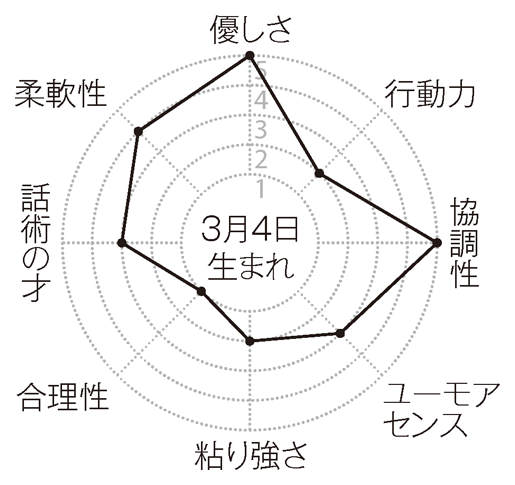 優しさ
柔軟性
行動力
5
4
3
2
1
話術の才
協調性
3月4日
生まれ
合理性
ユーモア
センス
粘り強さ